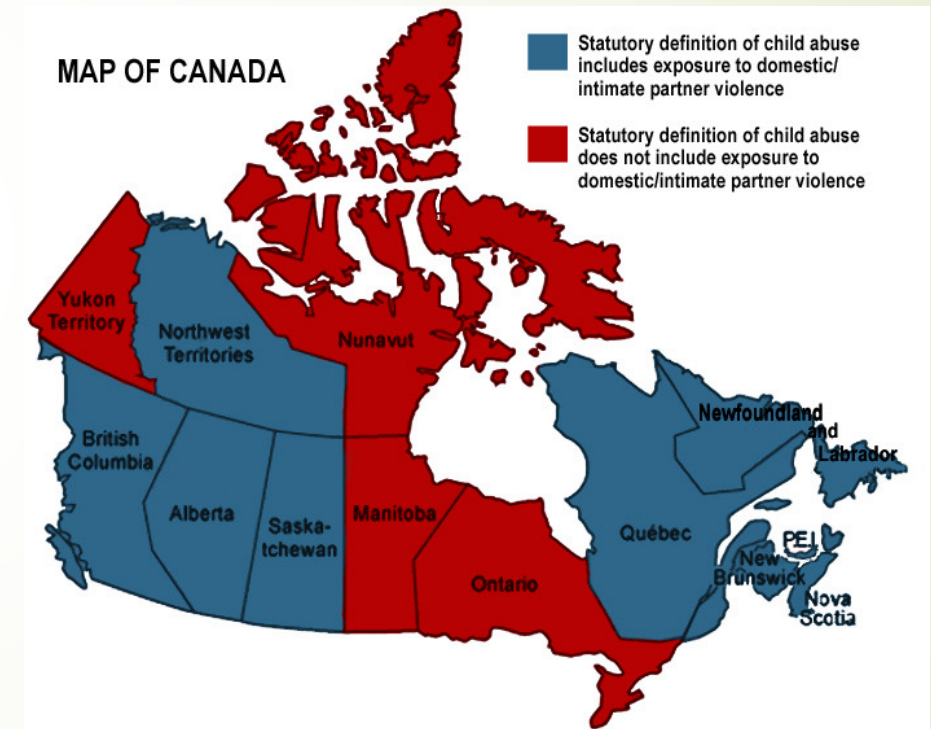 MAP OF CANADA
Statutory definition of child abuse
includes exposure to domestic/
intimate partner violence
Statutory definition of child abuse
does not include exposure to
domestic/intimate partner violence
Yukon
Territory
Northwest
Territories
Nunavut
British
Columbia
Alberta
Saska-
tchewan
Manitoba
Ontario
Québec
Newfoundland
and
Labrador
P.E.I.
New
Brunswick
Nova
Scotia